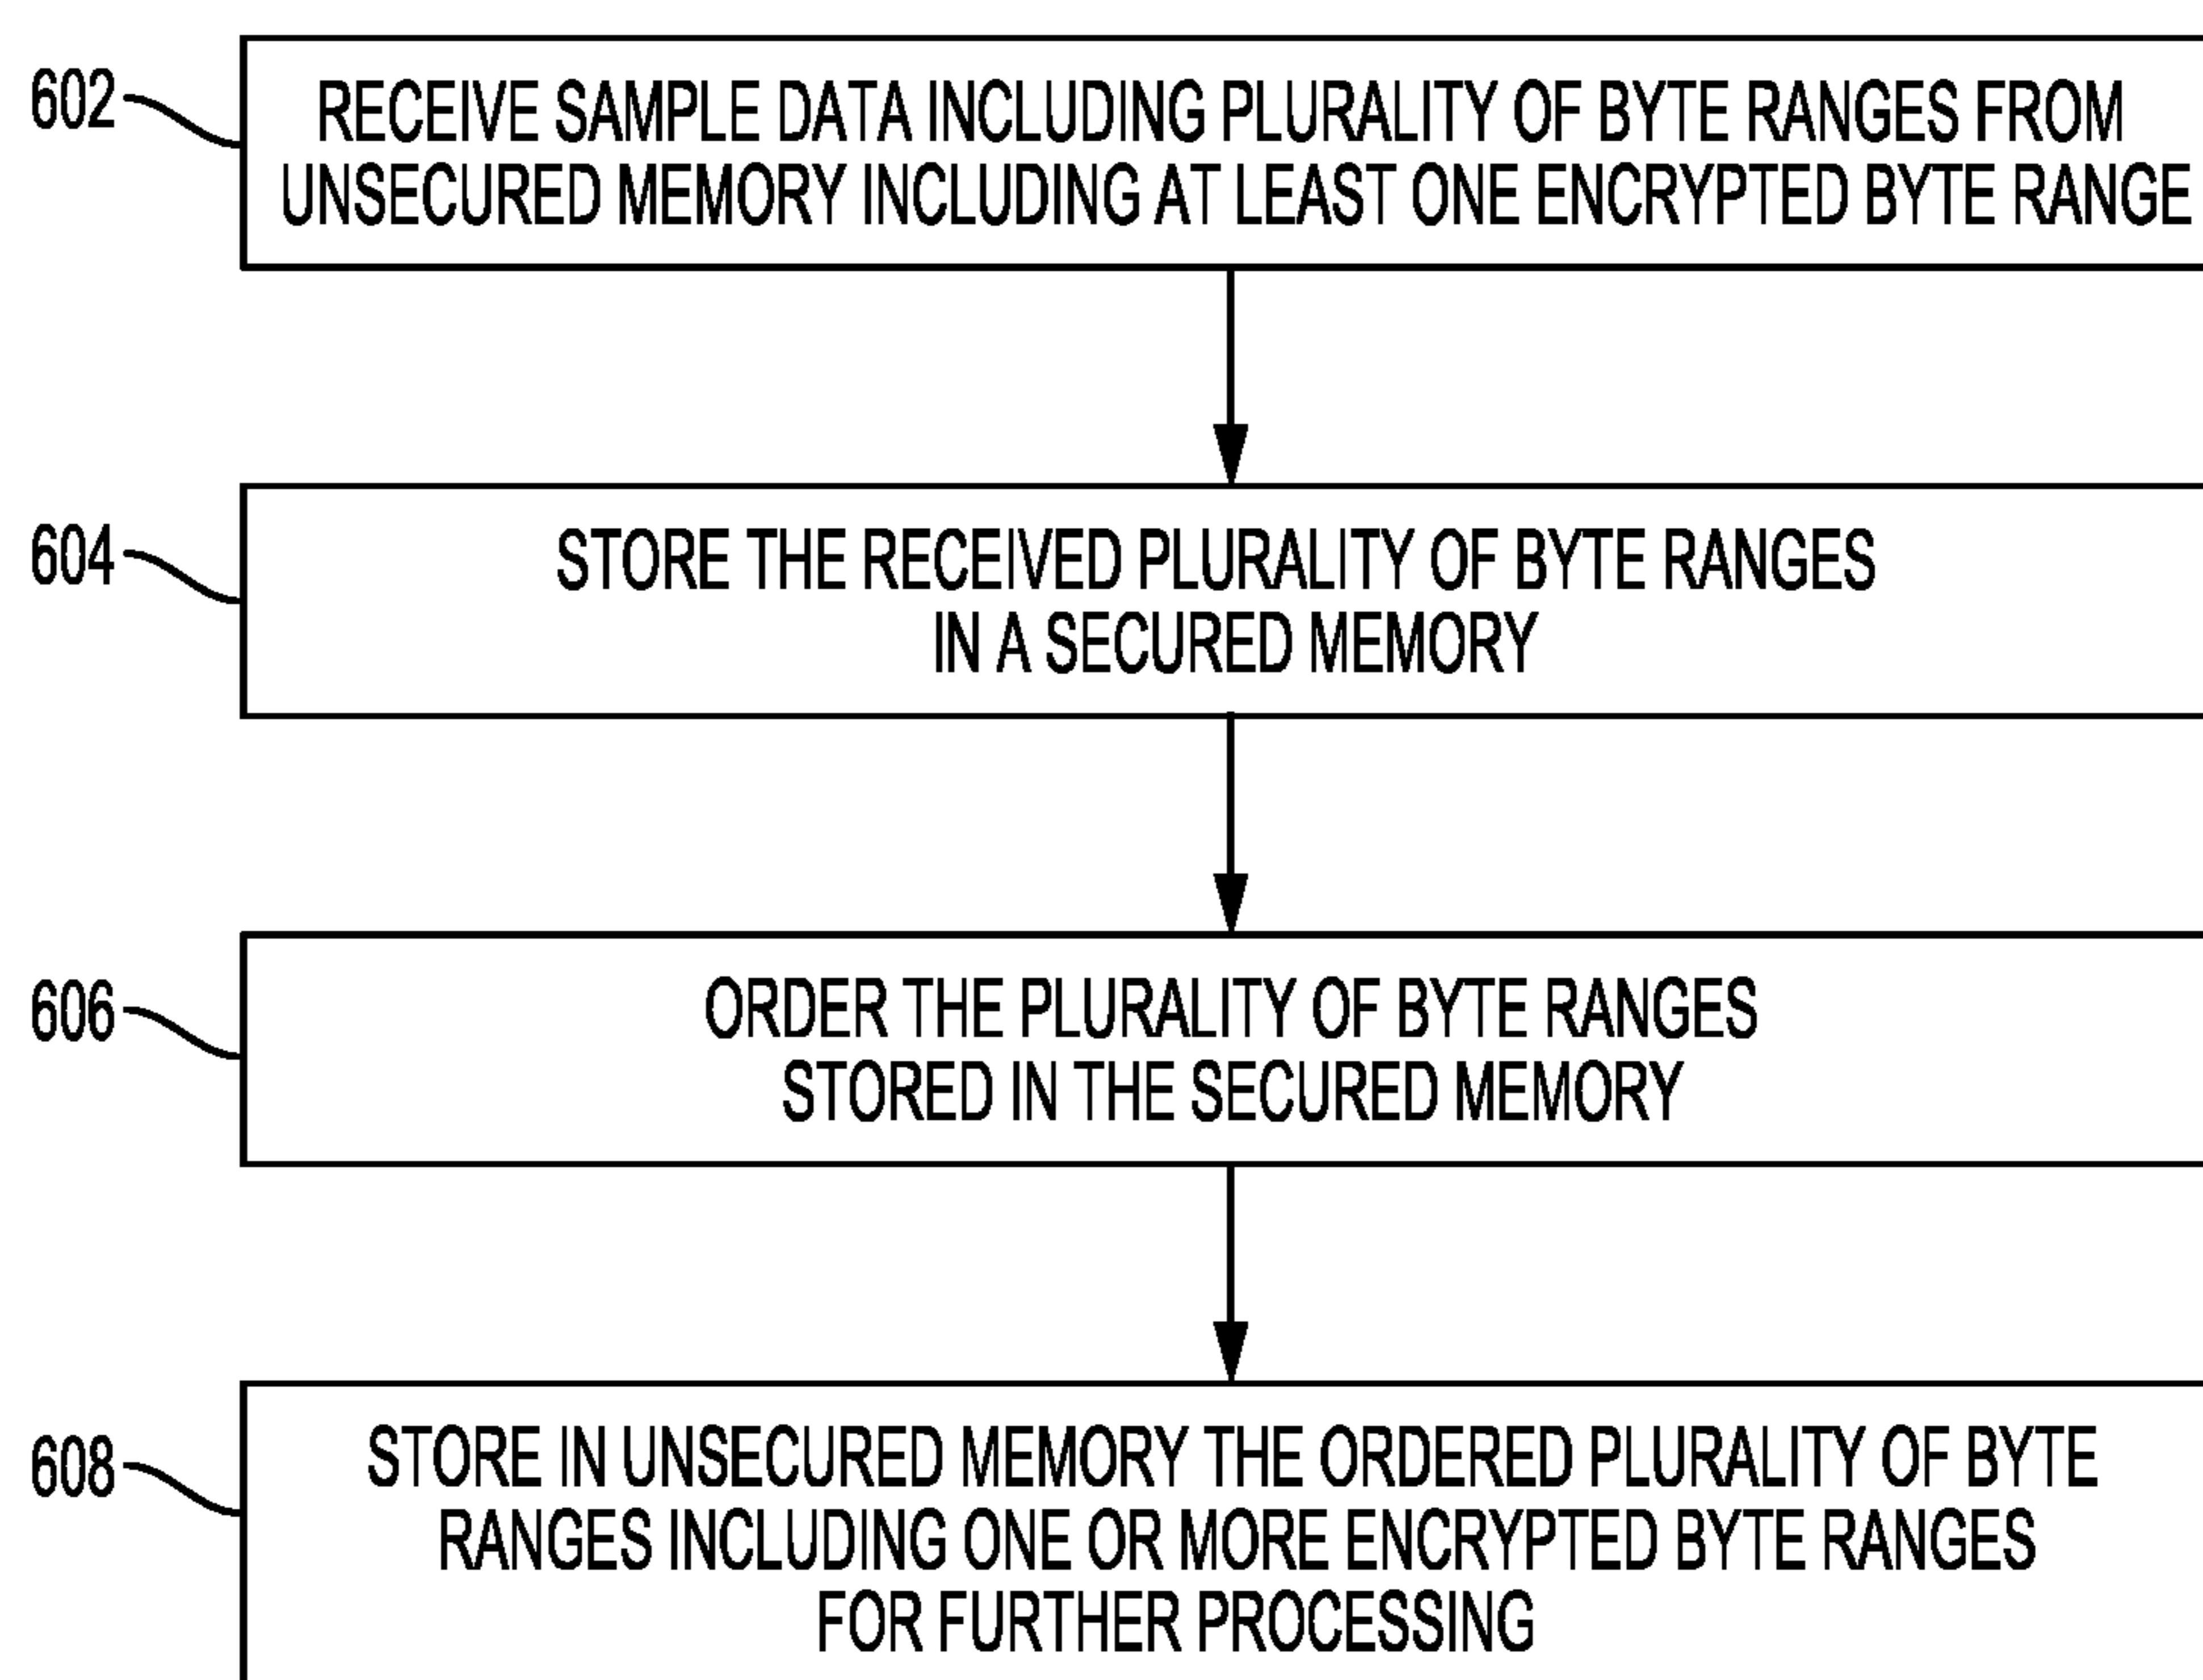 602
RECEIVE SAMPLE DATA INCLUDING PLURALITY OF BYTE RANGES FROM
UNSECURED MEMORY INCLUDING AT LEAST ONE ENCRYPTED BYTE RANGE
604
STORE THE RECEIVED PLURALITY OF BYTE RANGES
IN A SECURED MEMORY
606
ORDER THE PLURALITY OF BYTE RANGES
STORED IN THE SECURED MEMORY
608
STORE IN UNSECURED MEMORY THE ORDERED PLURALITY OF BYTE
RANGES INCLUDING ONE OR MORE ENCRYPTED BYTE RANGES
FOR FURTHER PROCESSING